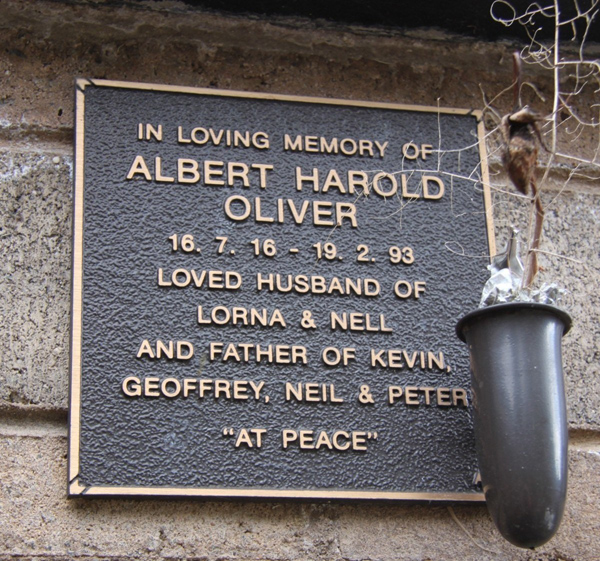 IN LOVING MEMORY OF
ALBERT HAROLD
OLIVER
16. 7. 16 - 19. 2. 93
LOVED HUSBAND OF
LORNA & NELL
AND FATHER OF KEVIN,
GEOFFREY, NEIL & PETER
"AT PEACE"